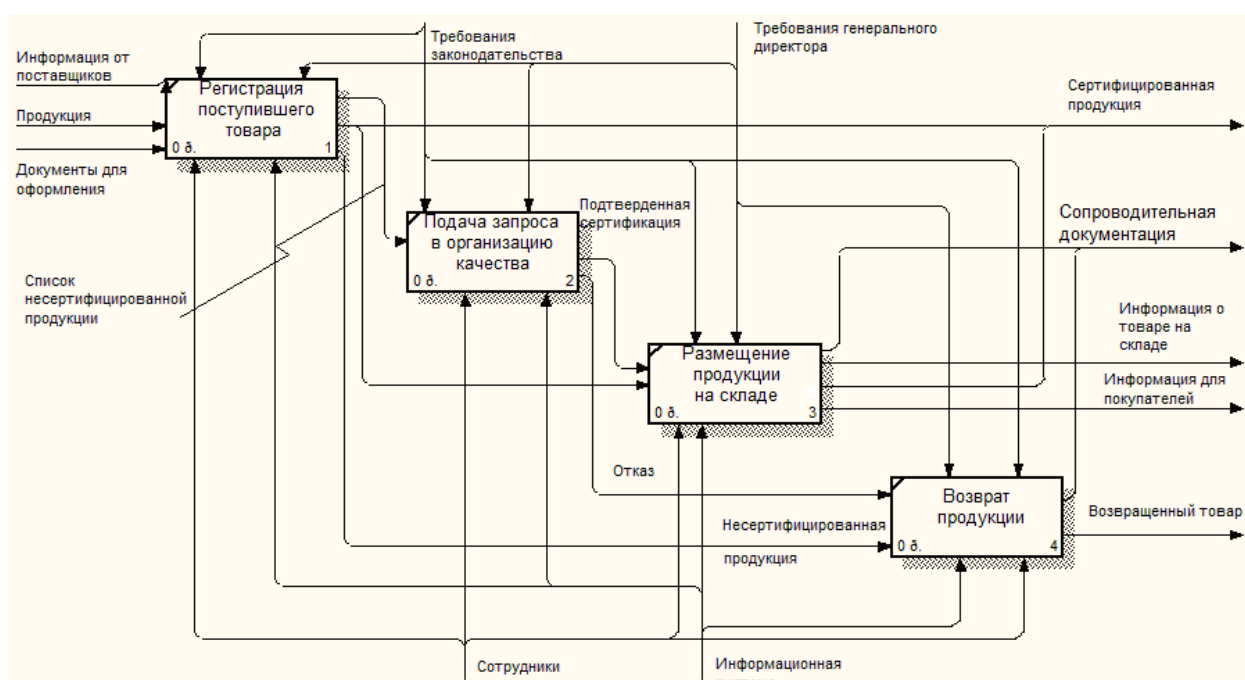 Требования генерального
директора
Требования
законодательства
Информация от
поставщиков
Продукция
Документы для
оформления
Регистрация
поступившего
товара
0 ð.
1
Сертифицированная
продукция
Подтверденная
сертификация
Подача запроса
в организацию
качества
0 ð.
2
Сопроводительная
документация
Список
несертифицированной
продукции
Информация о
товаре на
складе
Размещение
продукции
на складе
0 ð.
3
Информация для
покупателей
Отказ
Возврат
продукции
0 ð.
4
Несертифицированная
продукция
Возвращенный товар
Сотрудники
Информационная